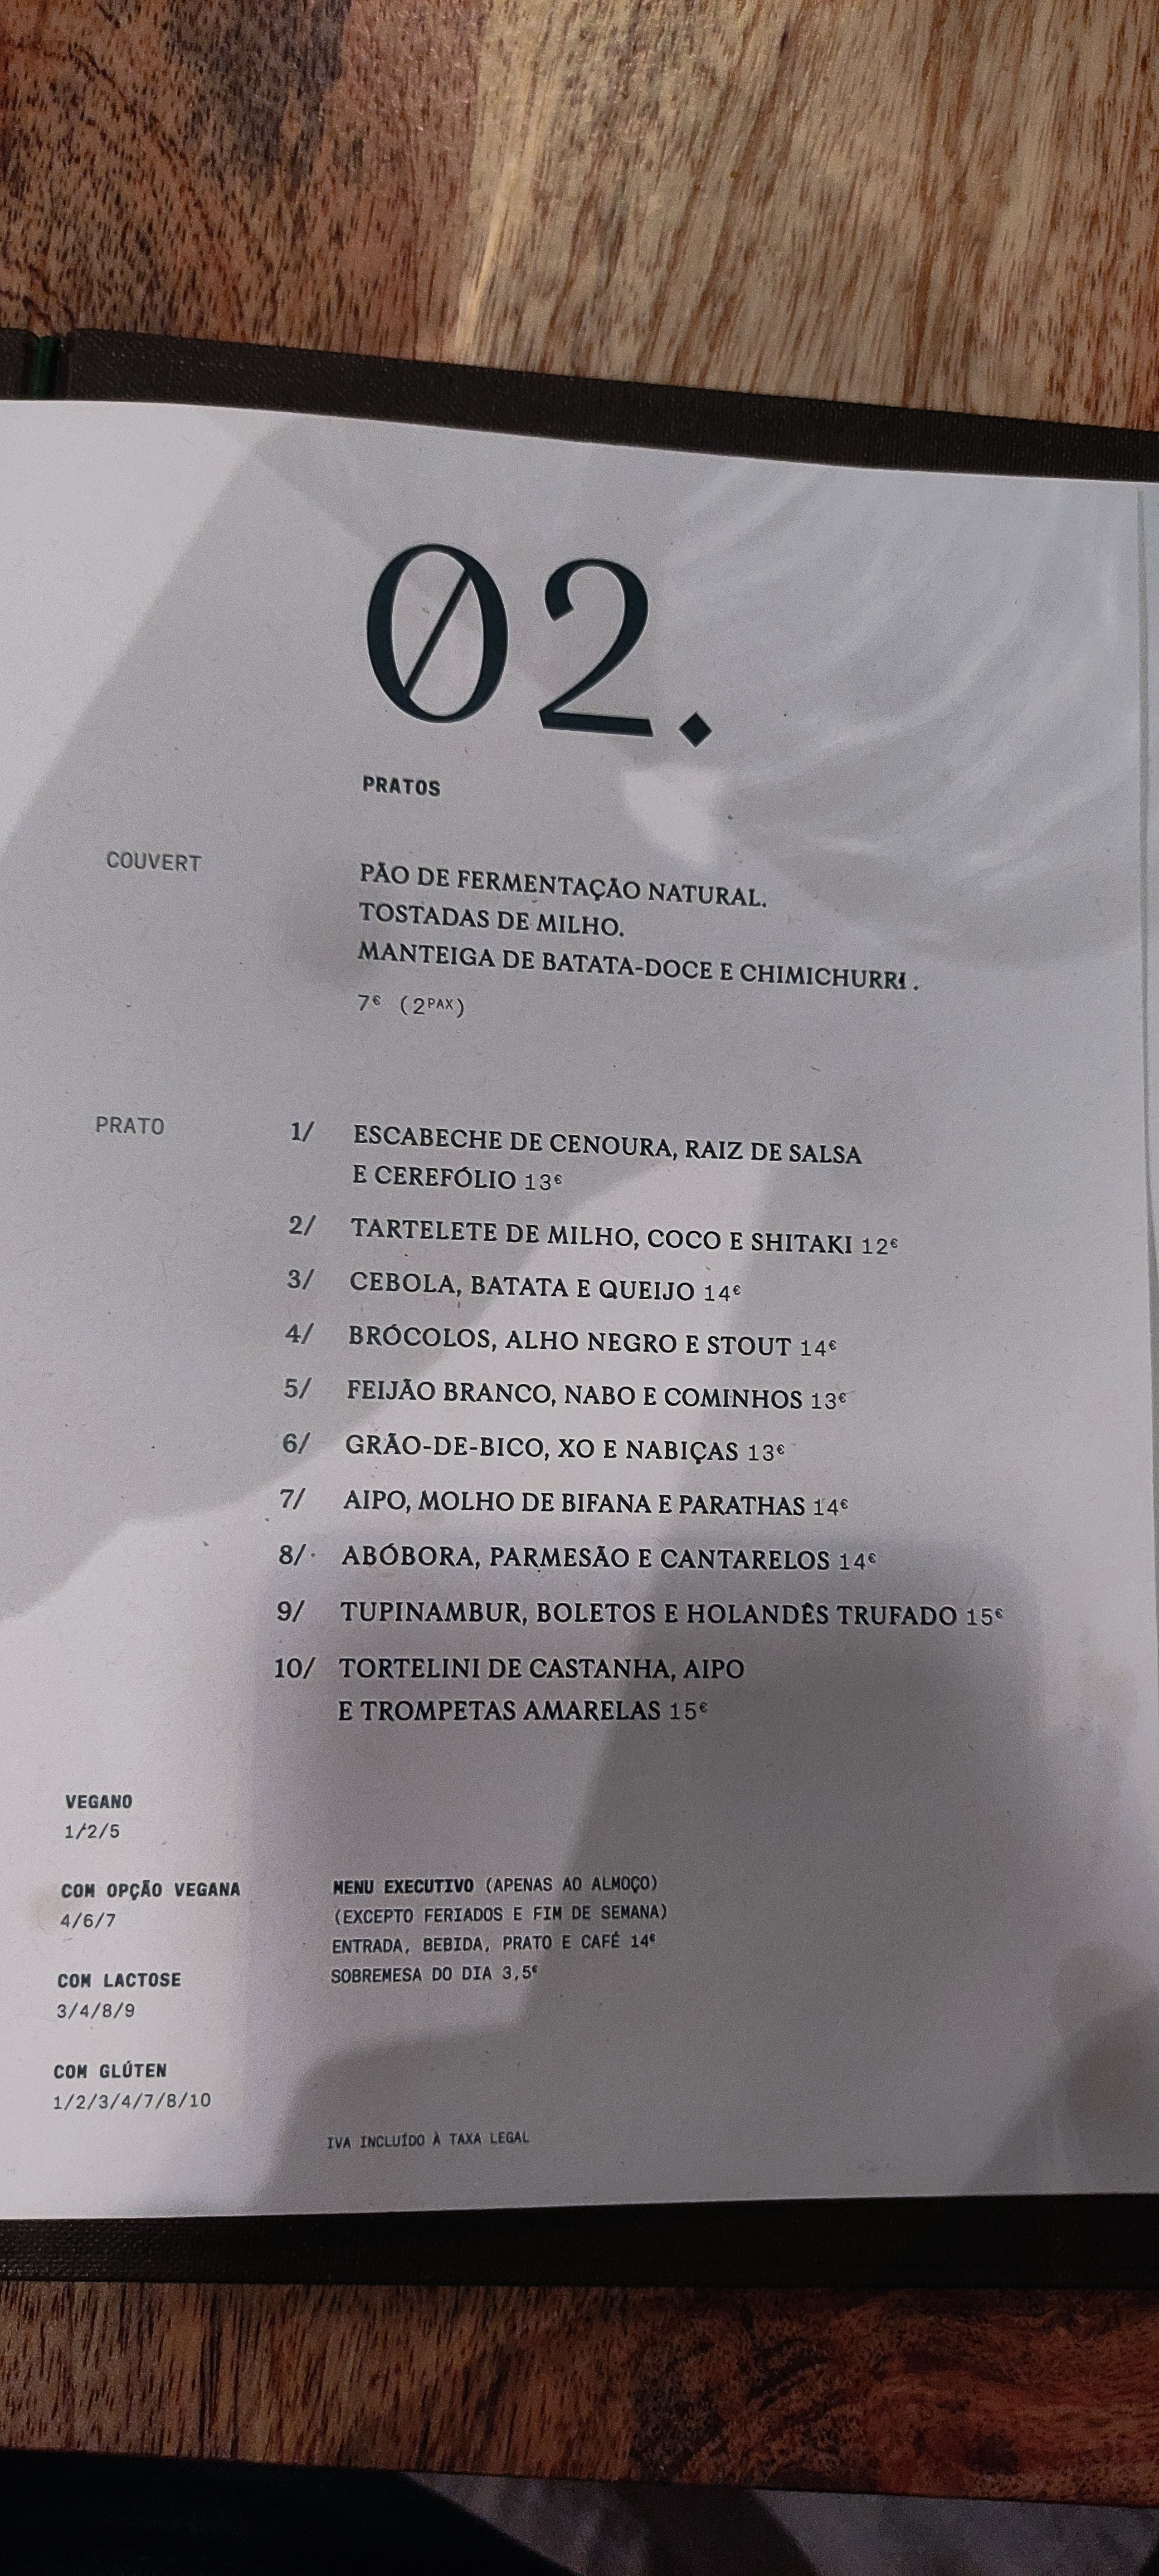 02.
PRATOS
COUVERT
PÃO DE FERMENTAÇÃO NATURAL.
TOSTADAS DE MILHO.
MANTEIGA DE BATATA-DOCE E CHIMICHURRI.
7€ (2PAX)
PRATO
1/ ESCABECHE DE CENOURA, RAIZ DE SALSA
E CEREFÓLIO 13€
2/ TARTELETE DE MILHO, COCO E SHITAKI 12€
3/ CEBOLA, BATATA E QUEIJO 14€
4/ BRÓCOLOS, ALHO NEGRO E STOUT 14€
5/ FEIJÃO BRANCO, NABO E COMINHOS 13€
6/ GRÃO-DE-BICO, XO E NABIÇAS 13€
7/ AIPO, MOLHO DE BIFANA E PARATHAS 14€
8/ ABÓBORA, PARMESÃO E CANTARELOS 14€
9/ TUPINAMBUR, BOLETOS E HOLANDÊS TRUFADO 15€
10/ TORTELINI DE CASTANHA, AIPO
E TROMPETAS AMARELAS 15€
VEGANO
1/2/5
COM OPÇÃO VEGANA
4/6/7
COM LACTOSE
3/4/8/9
COM GLÚTEN
1/2/3/4/7/8/10
MENU EXECUTIVO (APENAS AO ALMOÇO)
(EXCEPTO FERIADOS E FIM DE SEMANA)
ENTRADA, BEBIDA, PRATO E CAFÉ 14€
SOBREMESA DO DIA 3,5€
IVA INCLUÍDO À TAXA LEGAL